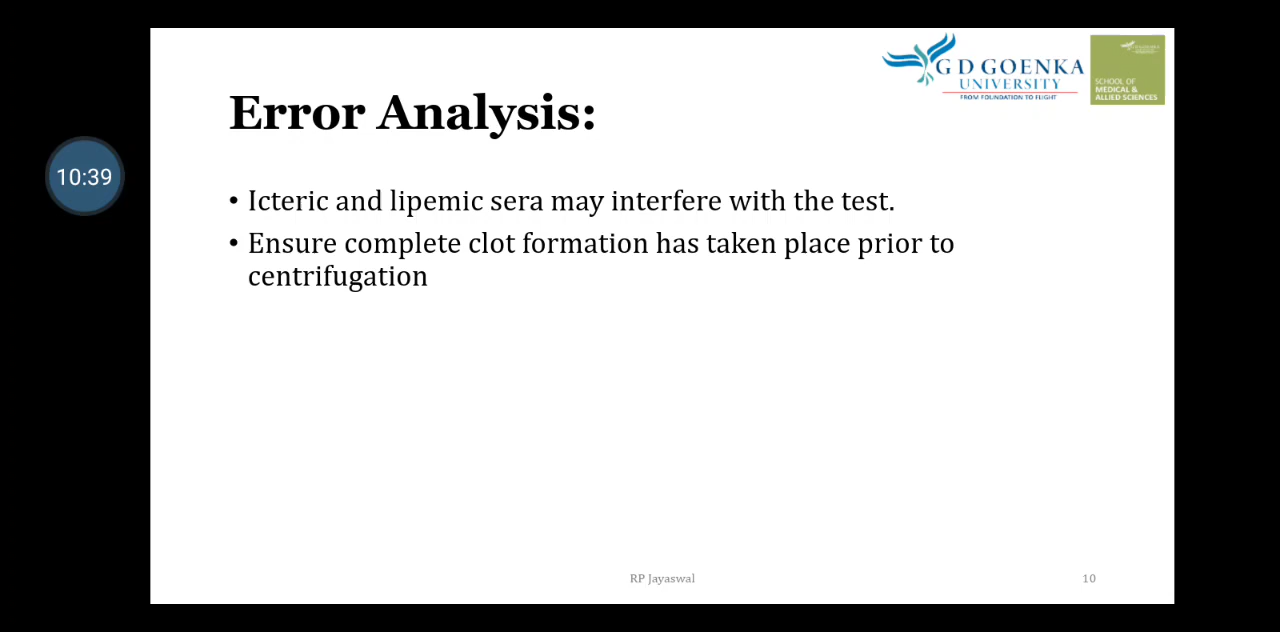 G D GOENKA
UNIVERSITY
FROM FOUNDATION TO FLIGHT
SCHOOL OF
MEDICAL &
ALLIED SCIENCES
Error Analysis:
10:39
• Icteric and lipemic sera may interfere with the test.
• Ensure complete clot formation has taken place prior to
centrifugation
RP Jayaswal
10